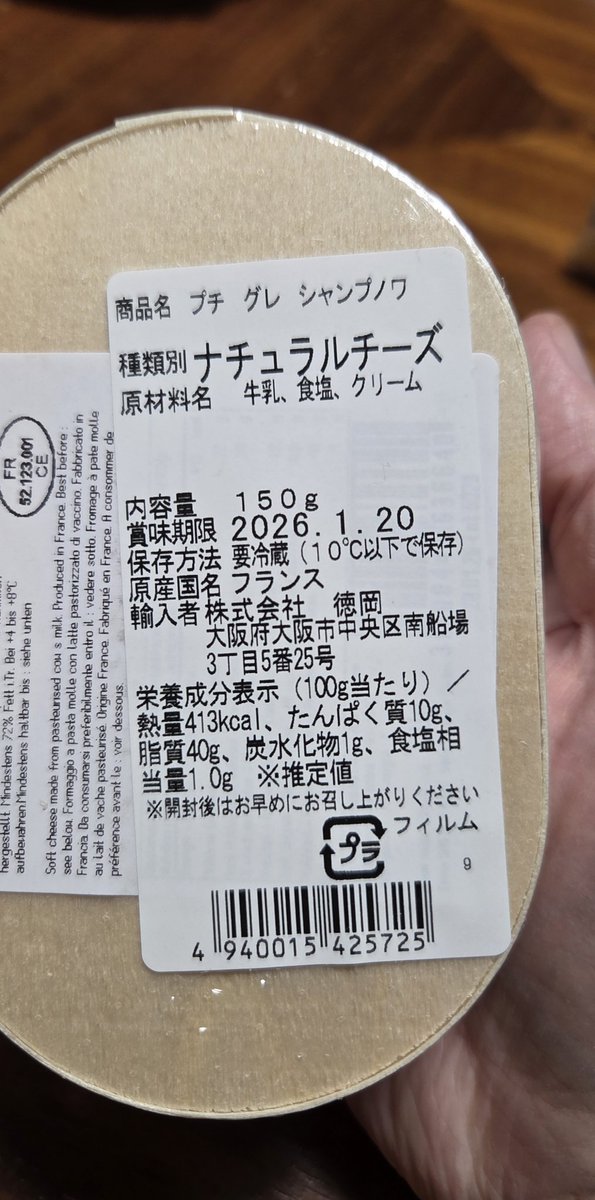 商品名 プチ グレ シャンプノワ
種類別 ナチュラルチーズ
原材料名 牛乳、食塩、クリーム
内容量 150g
賞味期限 2026.1.20
保存方法 要冷蔵(10℃以下で保存)
原産国名 フランス
輸入者 株式会社 徳岡
大阪府大阪市中央区南船場
3丁目5番25号
栄養成分表示(100g当たり)/
熱量413kcal、たんぱく質10g、
脂質40g、炭水化物1g、食塩相
当量1.0g ※推定値
※開封後はお早めにお召し上がりください
プラ フィルム
9
4 940015 425725
FR
52.123.001
CE
hergestellt Mindestens 72% Fett i.Tr. Bei +4 bis +8°C
aufbewahren Mindestens haltbar bis : siehe unten
Soft cheese made from pasteurised cow s milk. Produced in France. Best before :
see below. Formaggio a pasta molle con latte pastorizzato di vaccino. Fabbricato in
Francia. Da consumarsi preferibilmente entro il : vedere sotto. Fromage à pate molle
au lait de vache pasteurisé. Origine France. Fabriqué en France. A consommer de
préférence avant le : voir dessous.